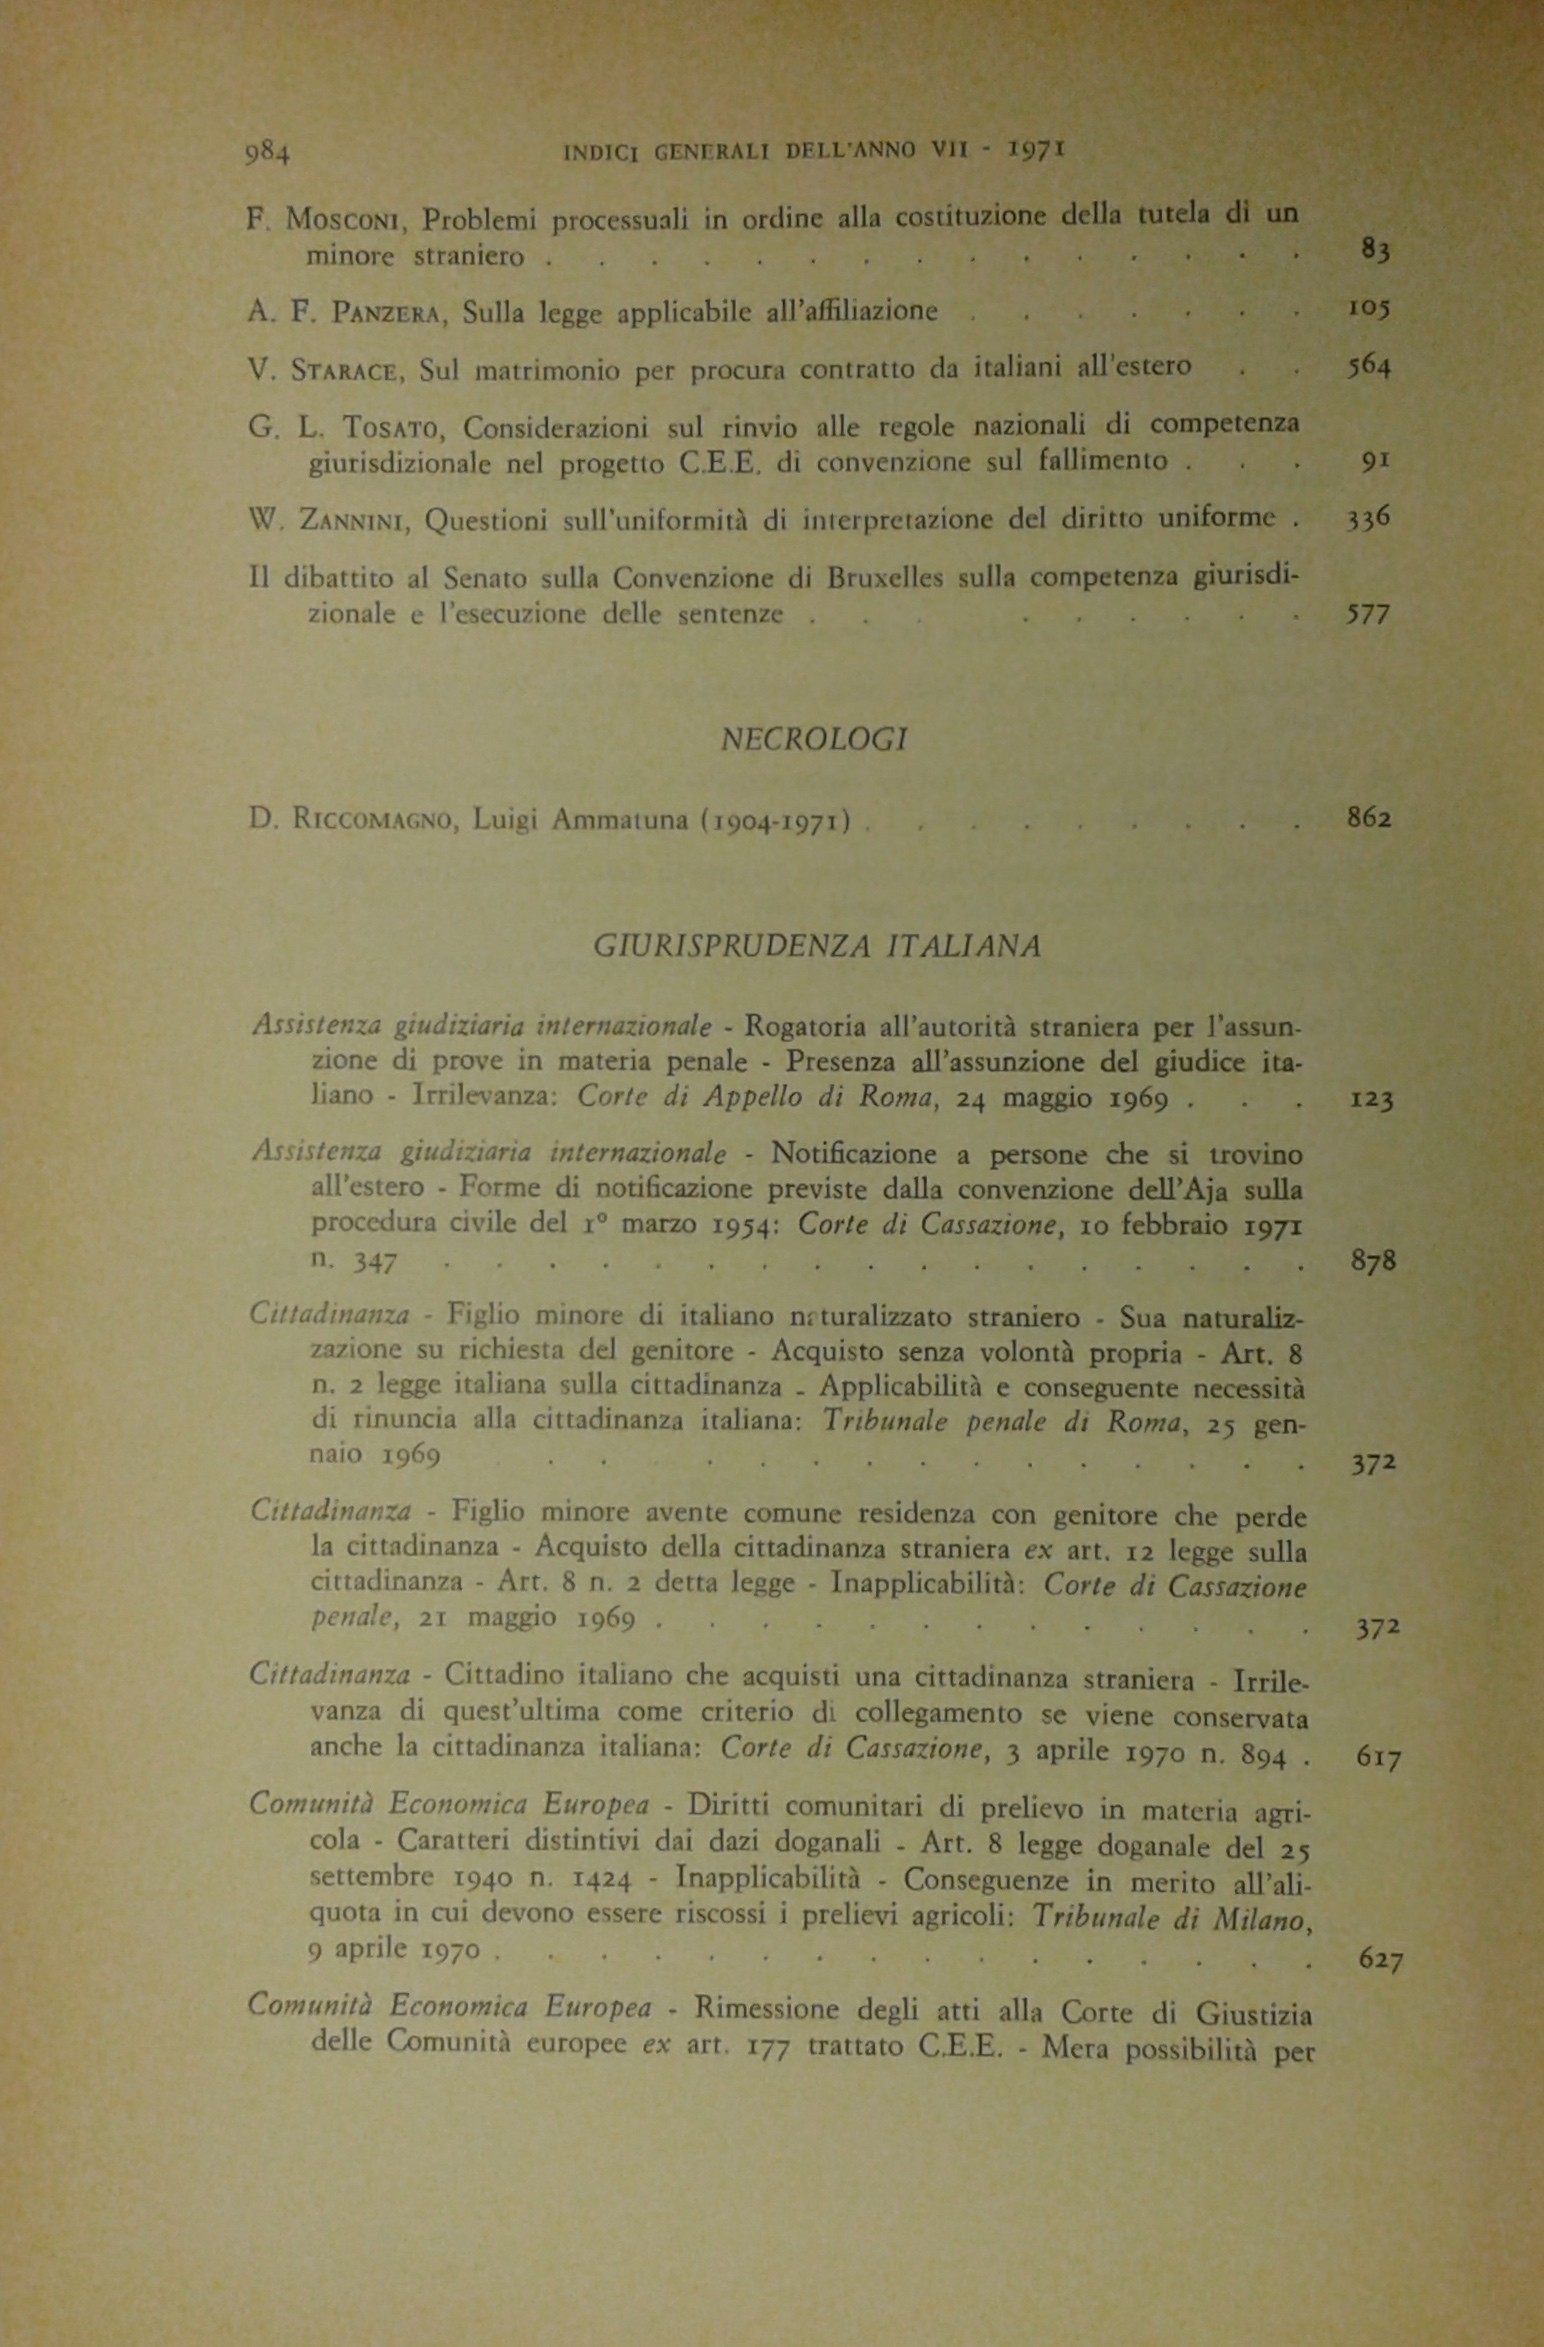 984 INDICI GENERALI DELL'ANNO VII - 1971
F. MOSCONI, Problemi processuali in ordine alla costituzione della tutela di un
minore straniero . . . . . . . . . . . . . . . 83
A. F. PANZERA, Sulla legge applicabile all'affiliazione . . . . . . . 105
V. STARACE, Sul matrimonio per procura contratto da italiani all'estero . . 564
G. L. TOSATO, Considerazioni sul rinvio alle regole nazionali di competenza
giurisdizionale nel progetto C.E.E. di convenzione sul fallimento . . . 91
W. ZANNINI, Questioni sull'uniformità di interpretazione del diritto uniforme . 336
Il dibattito al Senato sulla Convenzione di Bruxelles sulla competenza giurisdi-
zionale e l'esecuzione delle sentenze . . . . . . . . . 577
NECROLOGI
D. RICCOMAGNO, Luigi Ammatuna (1904-1971) . . . . . . . . . 862
GIURISPRUDENZA ITALIANA
Assistenza giudiziaria internazionale - Rogatoria all'autorità straniera per l'assun-
zione di prove in materia penale - Presenza all'assunzione del giudice ita-
liano - Irrilevanza: Corte di Appello di Roma, 24 maggio 1969 . . . 123
Assistenza giudiziaria internazionale - Notificazione a persone che si trovino
all'estero - Forme di notificazione previste dalla convenzione dell'Aja sulla
procedura civile del 1° marzo 1954: Corte di Cassazione, 10 febbraio 1971
n. 347 . . . . . . . . . . . . . . . . . 878
Cittadinanza - Figlio minore di italiano naturalizzato straniero - Sua naturaliz-
zazione su richiesta del genitore - Acquisto senza volontà propria - Art. 8
n. 2 legge italiana sulla cittadinanza - Applicabilità e conseguente necessità
di rinuncia alla cittadinanza italiana: Tribunale penale di Roma, 25 gen-
naio 1969 . . . . . . . . . . . . . . 372
Cittadinanza - Figlio minore avente comune residenza con genitore che perde
la cittadinanza - Acquisto della cittadinanza straniera ex art. 12 legge sulla
cittadinanza - Art. 8 n. 2 detta legge - Inapplicabilità: Corte di Cassazione
penale, 21 maggio 1969 . . . . . . . . . . . . . 372
Cittadinanza - Cittadino italiano che acquisti una cittadinanza straniera - Irrile-
vanza di quest'ultima come criterio di collegamento se viene conservata
anche la cittadinanza italiana: Corte di Cassazione, 3 aprile 1970 n. 894 . 617
Comunità Economica Europea - Diritti comunitari di prelievo in materia agri-
cola - Caratteri distintivi dai dazi doganali - Art. 8 legge doganale del 25
settembre 1940 n. 1424 - Inapplicabilità - Conseguenze in merito all'ali-
quota in cui devono essere riscossi i prelievi agricoli: Tribunale di Milano,
9 aprile 1970 . . . . . . . . . . . . . . . . 627
Comunità Economica Europea - Rimessione degli atti alla Corte di Giustizia
delle Comunità europee ex art. 177 trattato C.E.E. - Mera possibilità per